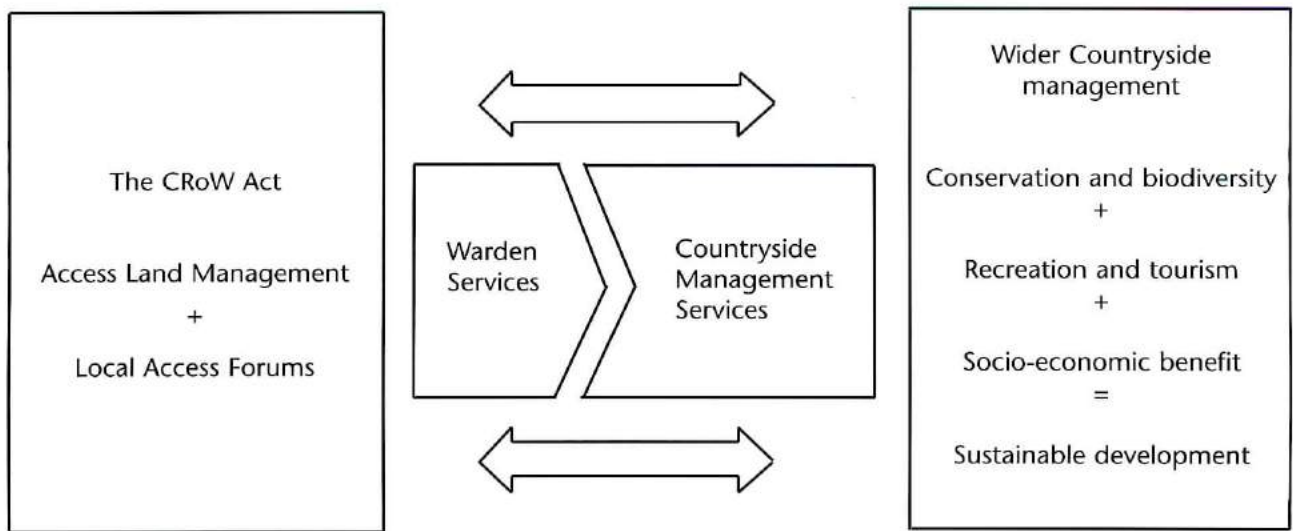 The CRoW Act
Access Land Management
+
Local Access Forums
Warden
Services
Countryside
Management
Services
Wider Countryside
management
Conservation and biodiversity
+
Recreation and tourism
+
Socio-economic benefit
=
Sustainable development